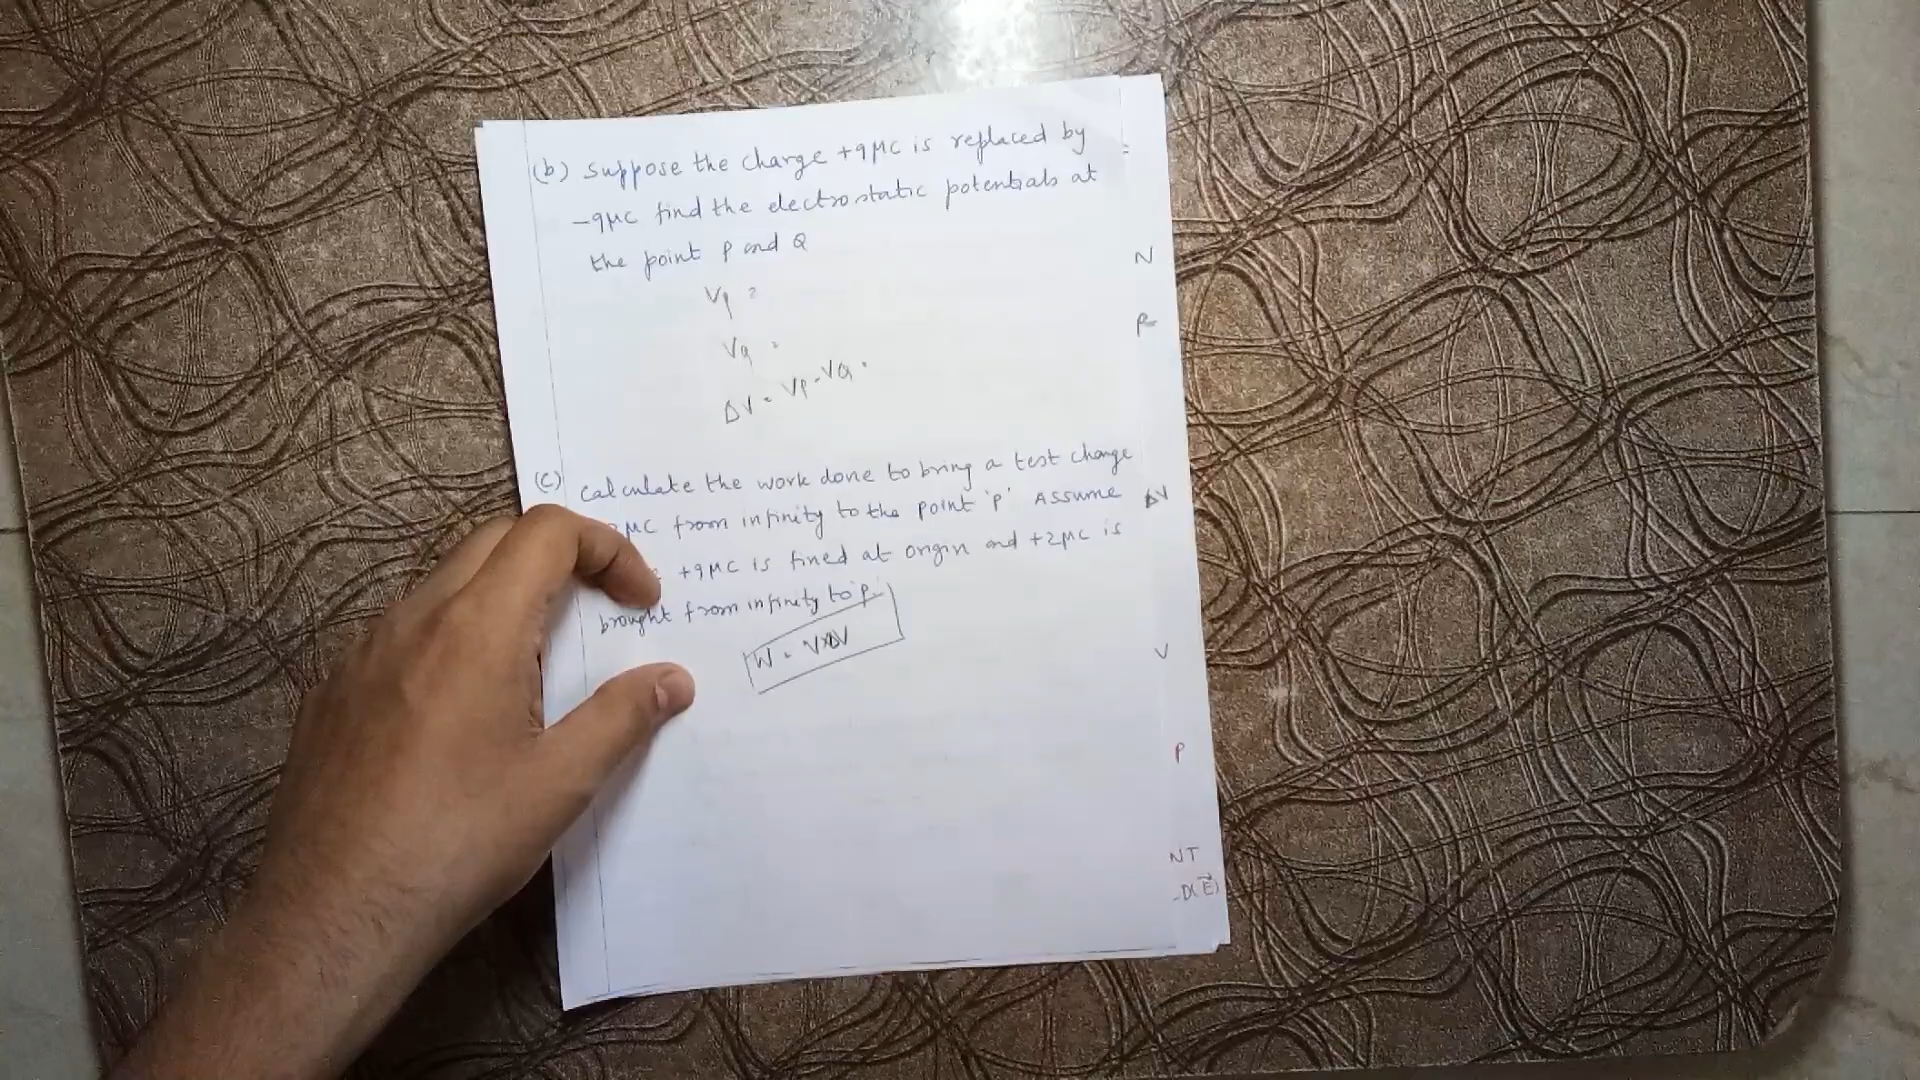 (b) Suppose the charge +9μC is replaced by
-9μC find the electrostatic potentials at
the point P and Q
Vp =
VQ =
ΔV = VP - VQ .
(C) calculate the work done to bring a test charge
μC from infinity to the point 'p' Assume
+9μC is fined at origin and +2μC is
brought from infinity to 'p'
W =
N
ΔV
V
P
NT